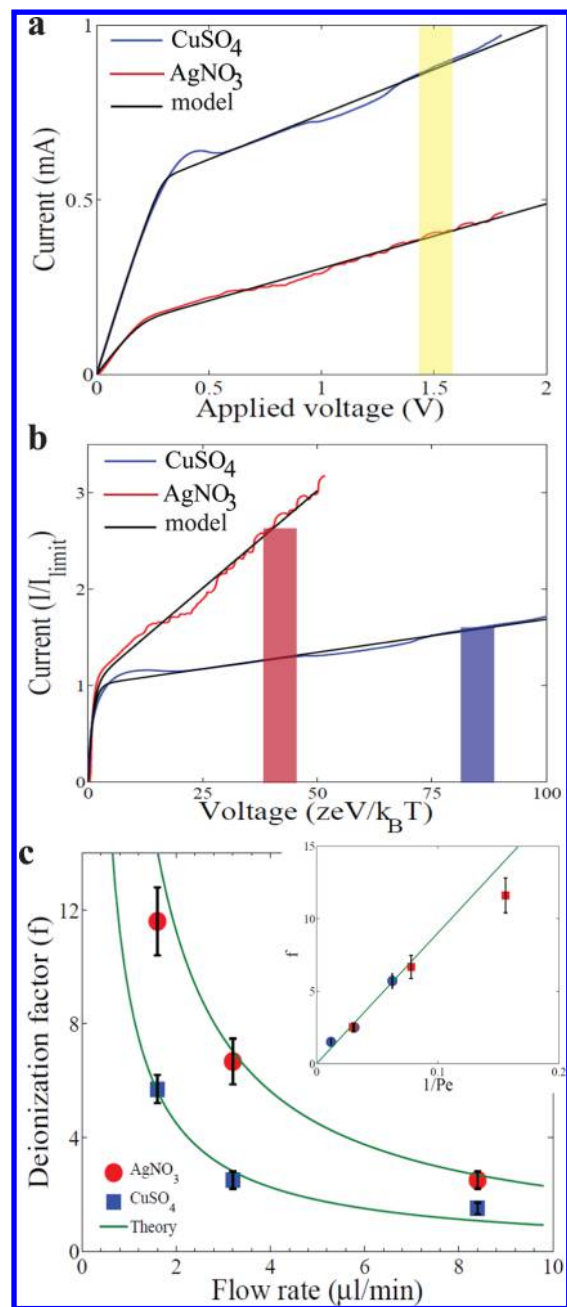 a
CuSO4
AgNO3
model
Current (mA)
1
0.5
0
0
0.5
1
1.5
2
Applied voltage (V)
b
CuSO4
AgNO3
model
Current (I/Ilimit)
3
2
1
0
0
25
50
75
100
Voltage (zeV/kBT)
c
Deionization factor (f)
12
8
4
0
AgNO3
CuSO4
Theory
0
2
4
6
8
10
Flow rate (μl/min)
f
15
10
5
0
0
0.1
0.2
1/Pe